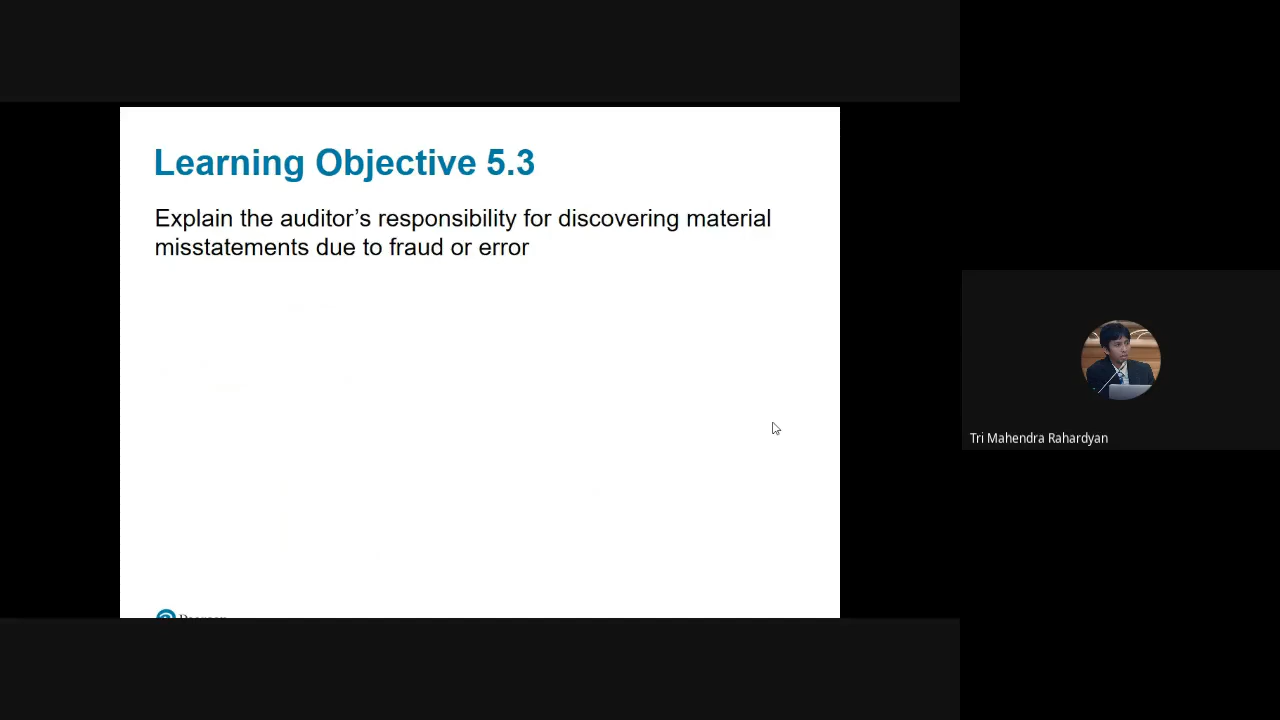 Learning Objective 5.3
Explain the auditor’s responsibility for discovering material
misstatements due to fraud or error
Tri Mahendra Rahardyan